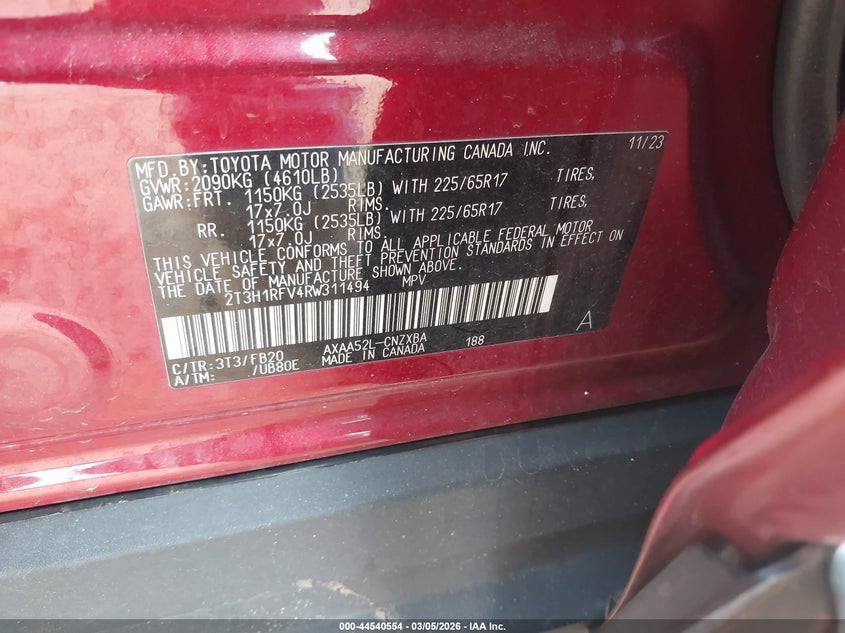 MFD.BY:TOYOTA MOTOR MANUFACTURING CANADA INC. 11/23
GVWR:2090KG (4610LB)
GAWR:FRT. 1150KG (2535LB) WITH 225/65R17 TIRES,
17x7.0J RIMS.
RR. 1150KG (2535LB) WITH 225/65R17 TIRES,
17x7.0J RIMS.
THIS VEHICLE CONFORMS TO ALL APPLICABLE FEDERAL MOTOR
VEHICLE SAFETY AND THEFT PREVENTION STANDARDS IN EFFECT ON
THE DATE OF MANUFACTURE SHOWN ABOVE.
2T3H1RFV4RW311494 MPV
C/TR:3T3/FB20 AXAA52L-CNZXBA 188 A
A/TM: /UB80E MADE IN CANADA
000-44540554 | 03/05/2026 - IAA Inc.